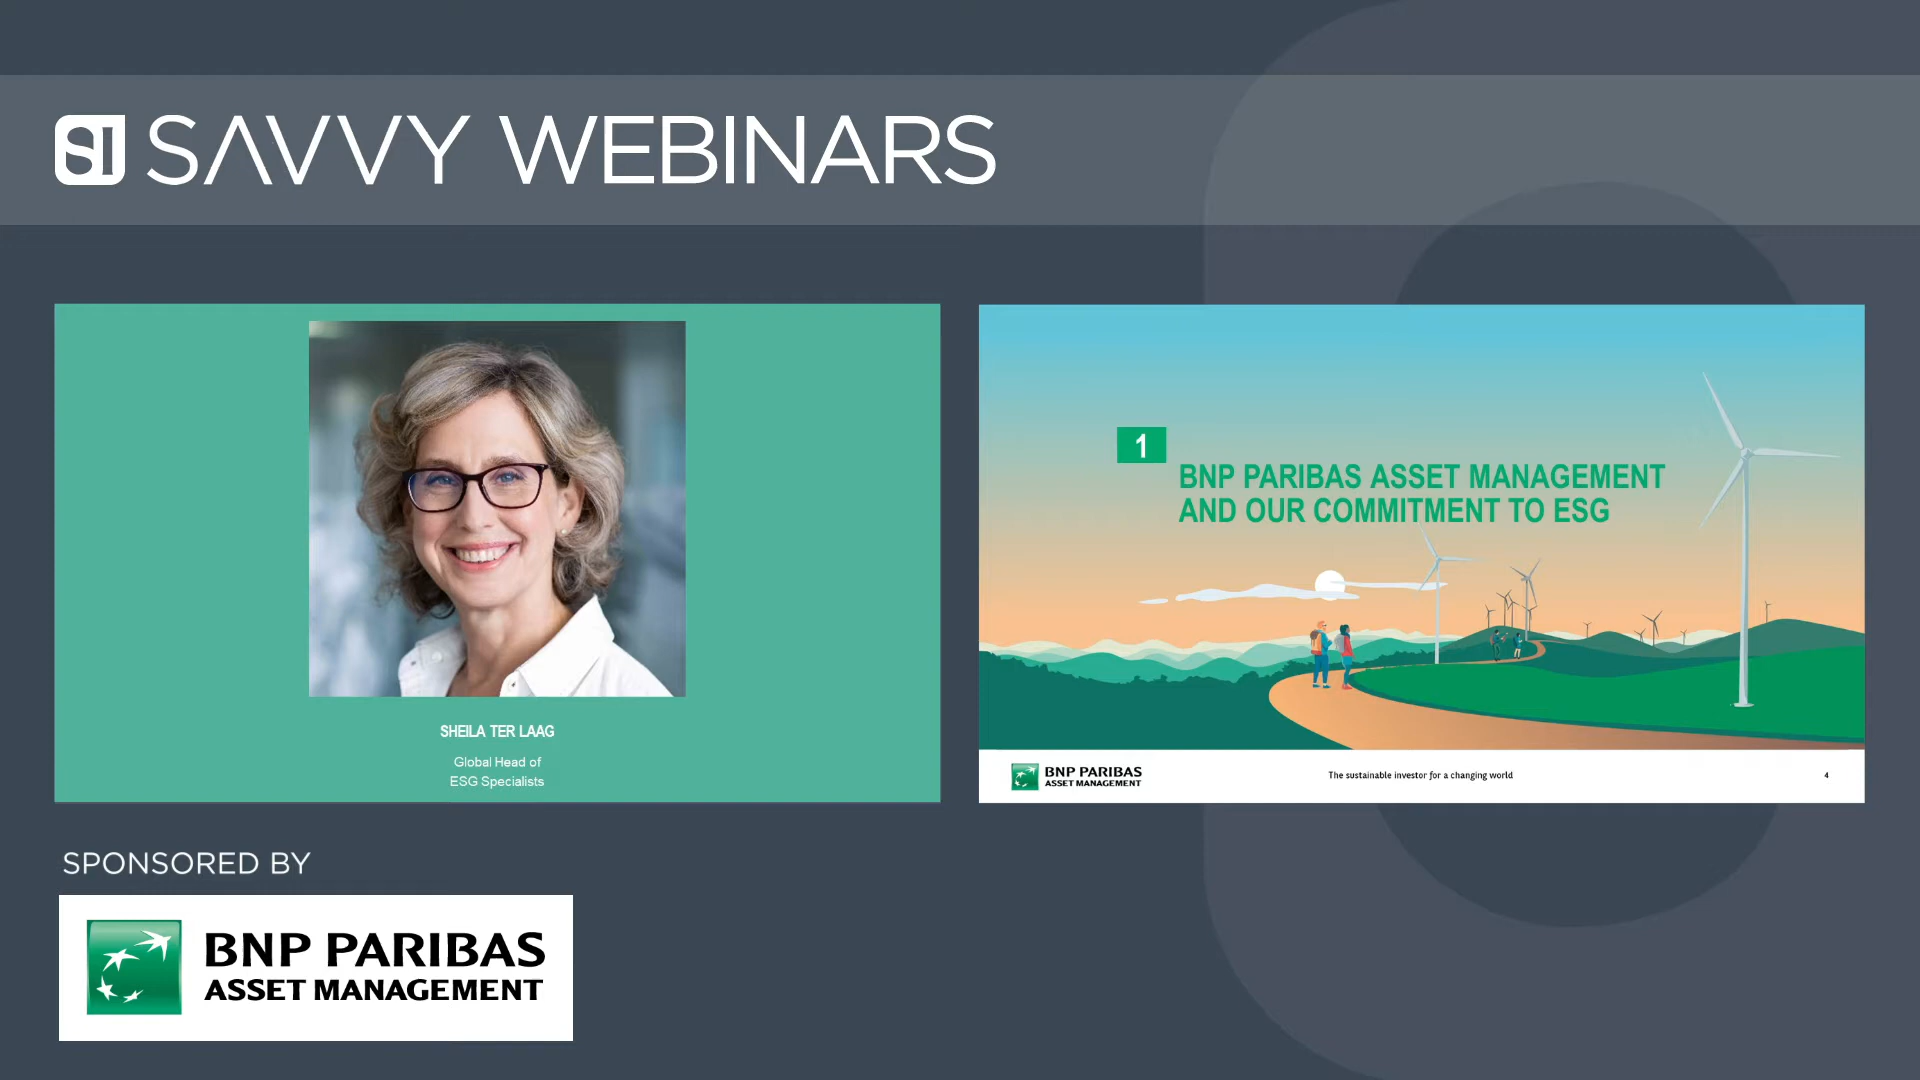 SI SAVVY WEBINARS
SHEILA TER LAAG
Global Head of
ESG Specialists
1
BNP PARIBAS ASSET MANAGEMENT
AND OUR COMMITMENT TO ESG
BNP PARIBAS
ASSET MANAGEMENT
The sustainable investor for a changing world
4
SPONSORED BY
BNP PARIBAS
ASSET MANAGEMENT